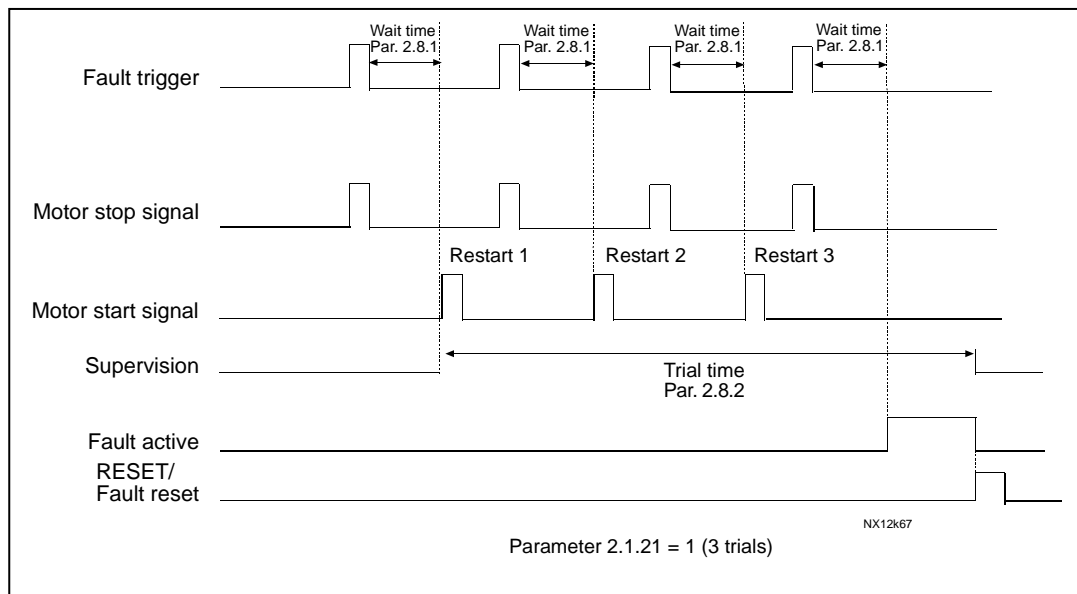 Wait time
Par. 2.8.1
Wait time
Par. 2.8.1
Wait time
Par. 2.8.1
Wait time
Par. 2.8.1
Fault trigger
Motor stop signal
Restart 1
Restart 2
Restart 3
Motor start signal
Supervision
Trial time
Par. 2.8.2
Fault active
RESET/
Fault reset
NX12k67
Parameter 2.1.21 = 1 (3 trials)